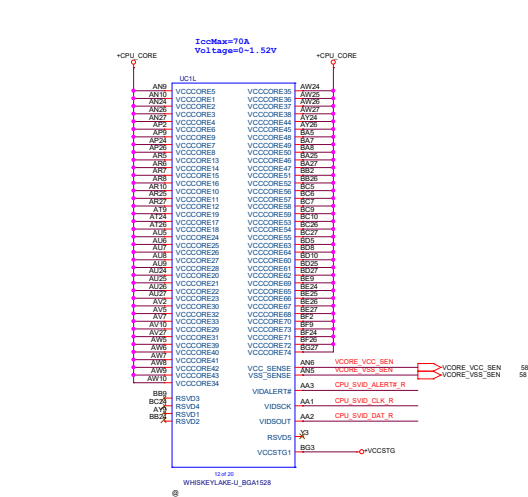 IccMax=70A
Voltage=0~1.52V
+CPU_CORE +CPU_CORE
UC1L
AN9 VCCCORE5 VCCCORE35 AW24
AN10 VCCCORE1 VCCCORE36 AW25
AN24 VCCCORE2 VCCCORE37 AW26
AN26 VCCCORE3 VCCCORE38 AW27
AN27 VCCCORE4 VCCCORE44 AY24
AP2 VCCCORE6 VCCCORE45 AY26
AP9 VCCCORE9 VCCCORE48 BA5
AP24 VCCCORE7 VCCCORE49 BA7
AP26 VCCCORE8 VCCCORE50 BA8
AR5 VCCCORE13 VCCCORE46 BA25
AR6 VCCCORE14 VCCCORE47 BA27
AR7 VCCCORE15 VCCCORE51 BB2
AR8 VCCCORE16 VCCCORE52 BB26
AR10 VCCCORE10 VCCCORE56 BC5
AR25 VCCCORE11 VCCCORE57 BC6
AR27 VCCCORE12 VCCCORE58 BC7
AT9 VCCCORE19 VCCCORE59 BC9
AT24 VCCCORE17 VCCCORE53 BC10
AT26 VCCCORE18 VCCCORE54 BC26
AU5 VCCCORE24 VCCCORE55 BC27
AU6 VCCCORE25 VCCCORE63 BD5
AU7 VCCCORE26 VCCCORE64 BD8
AU8 VCCCORE27 VCCCORE60 BD10
AU9 VCCCORE28 VCCCORE61 BD25
AU24 VCCCORE20 VCCCORE62 BD27
AU25 VCCCORE21 VCCCORE69 BE9
AU26 VCCCORE22 VCCCORE65 BE24
AU27 VCCCORE23 VCCCORE66 BE25
AV2 VCCCORE30 VCCCORE67 BE26
AV5 VCCCORE32 VCCCORE68 BE27
AV7 VCCCORE33 VCCCORE70 BF2
AV10 VCCCORE29 VCCCORE73 BF9
AV27 VCCCORE31 VCCCORE71 BF24
AW5 VCCCORE39 VCCCORE72 BF26
AW6 VCCCORE40 VCCCORE74 BG27
AW7 VCCCORE41
AW8 VCCCORE42 VCC_SENSE AN6 VCORE_VCC_SEN VCORE_VCC_SEN 58
AW9 VCCCORE43 VSS_SENSE AN5 VCORE_VSS_SEN VCORE_VSS_SEN 58
AW10 VCCCORE34
VIDALERT# AA3 CPU_SVID_ALERT#_R
BB9 RSVD3
BC24 RSVD4 VIDSCK AA1 CPU_SVID_CLK_R
AY9 RSVD1
BB24 RSVD2 VIDSOUT AA2 CPU_SVID_DAT_R
RSVD5 Y3
VCCSTG1 BG3 +VCCSTG
12 of 20
WHISKEYLAKE-U_BGA1528
@